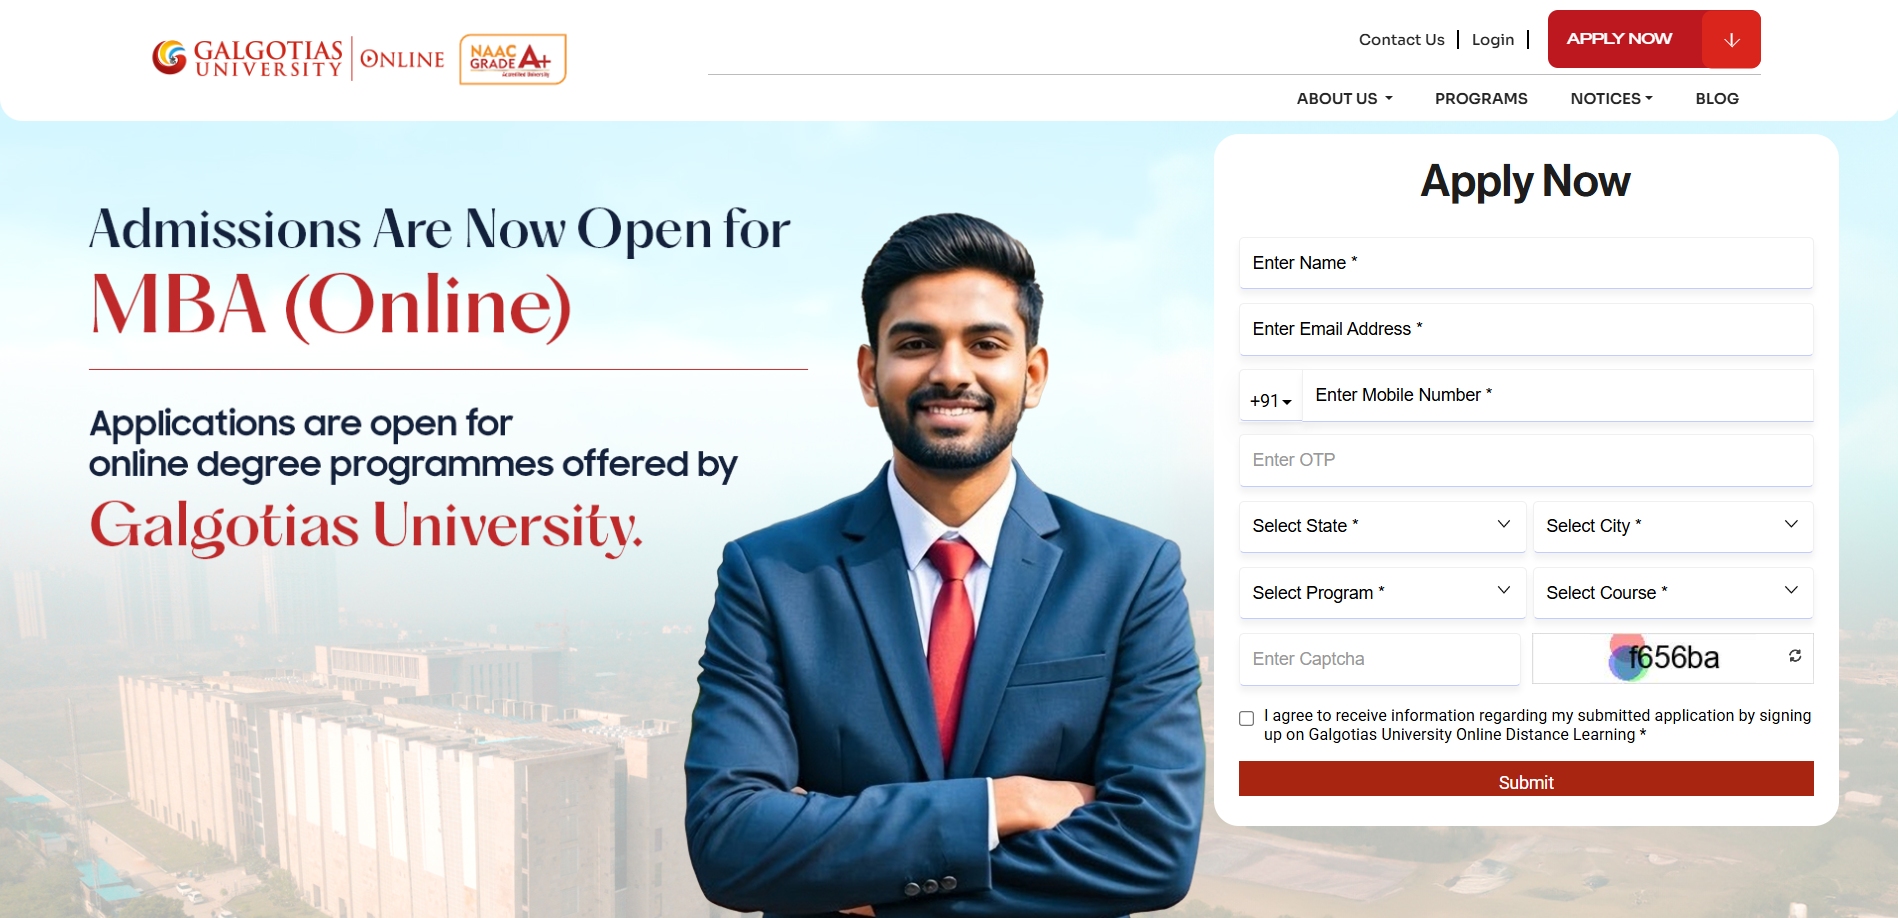 GALGOTIAS
UNIVERSITY
ONLINE
NAAC
GRADE A+
Accredited University
Contact Us
Login
APPLY NOW
ABOUT US
PROGRAMS
NOTICES
BLOG
Admissions Are Now Open for
MBA (Online)
Applications are open for
online degree programmes offered by
Galgotias University.
Apply Now
Enter Name *
Enter Email Address *
+91 Enter Mobile Number *
Enter OTP
Select State * Select City *
Select Program * Select Course *
Enter Captcha f656ba
I agree to receive information regarding my submitted application by signing
up on Galgotias University Online Distance Learning *
Submit